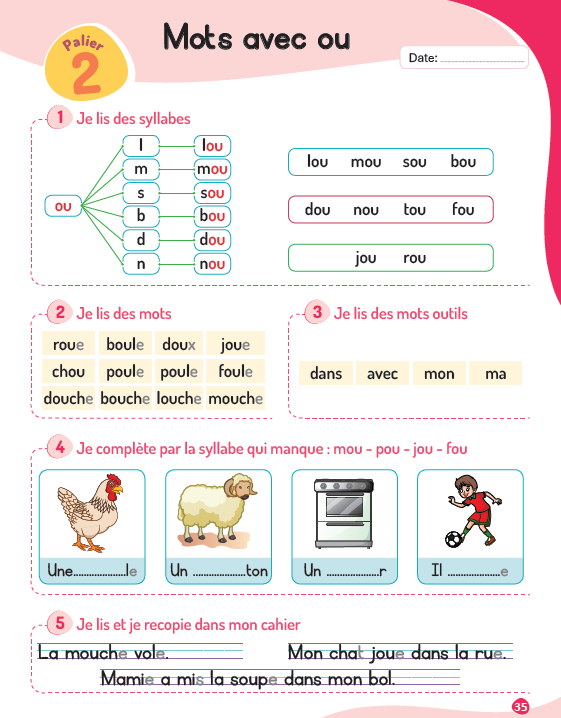 Palier
2
Mots avec ou
Date: ..............................
1 Je lis des syllabes
ou
l lou
m mou
s sou
b bou
d dou
n nou
lou mou sou bou
dou nou tou fou
jou rou
2 Je lis des mots
roue boule doux joue
chou poule poule foule
douche bouche louche mouche
3 Je lis des mots outils
dans avec mon ma
4 Je complète par la syllabe qui manque : mou - pou - jou - fou
Une....................le
Un ....................ton
Un ....................r
Il ....................e
5 Je lis et je recopie dans mon cahier
La mouche vole.
Mon chat joue dans la rue.
Mamie a mis la soupe dans mon bol.
35